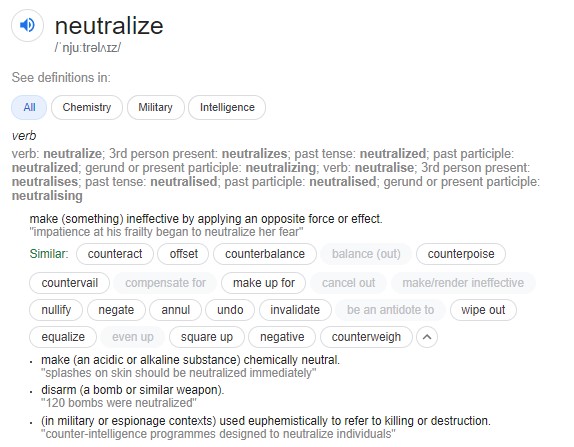 neutralize
/ˈnjuːtrəlʌɪz/
See definitions in:
All Chemistry Military Intelligence
verb
verb: neutralize; 3rd person present: neutralizes; past tense: neutralized; past participle:
neutralized; gerund or present participle: neutralizing; verb: neutralise; 3rd person present:
neutralises; past tense: neutralised; past participle: neutralised; gerund or present participle:
neutralising
make (something) ineffective by applying an opposite force or effect.
"impatience at his frailty began to neutralize her fear"
Similar: counteract offset counterbalance balance (out) counterpoise
countervail compensate for make up for cancel out make/render ineffective
nullify negate annul undo invalidate be an antidote to wipe out
equalize even up square up negative counterweigh
• make (an acidic or alkaline substance) chemically neutral.
"splashes on skin should be neutralized immediately"
• disarm (a bomb or similar weapon).
"120 bombs were neutralized"
• (in military or espionage contexts) used euphemistically to refer to killing or destruction.
"counter-intelligence programmes designed to neutralize individuals"